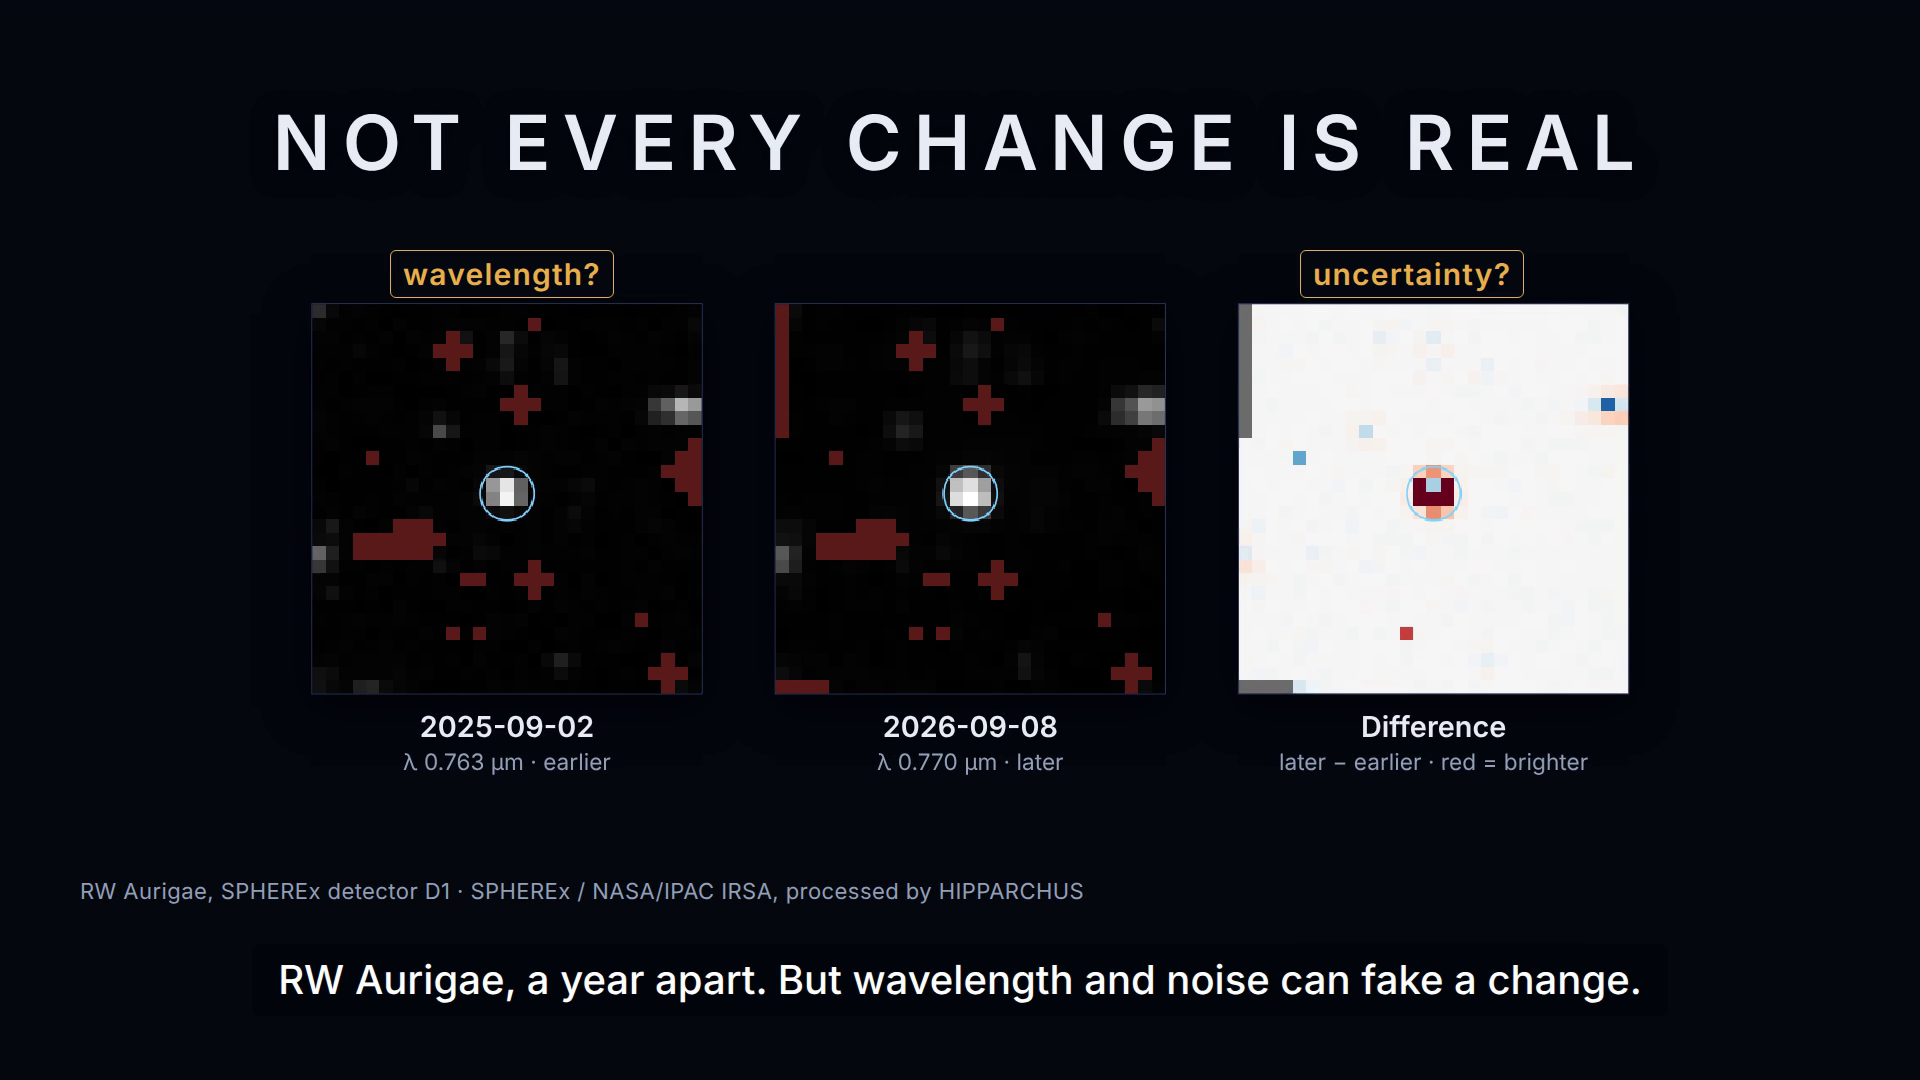 NOT EVERY CHANGE IS REAL
wavelength?
uncertainty?
2025-09-02
λ 0.763 µm · earlier
2026-09-08
λ 0.770 µm · later
Difference
later − earlier · red = brighter
RW Aurigae, SPHEREx detector D1 · SPHEREx / NASA/IPAC IRSA, processed by HIPPARCHUS
RW Aurigae, a year apart. But wavelength and noise can fake a change.